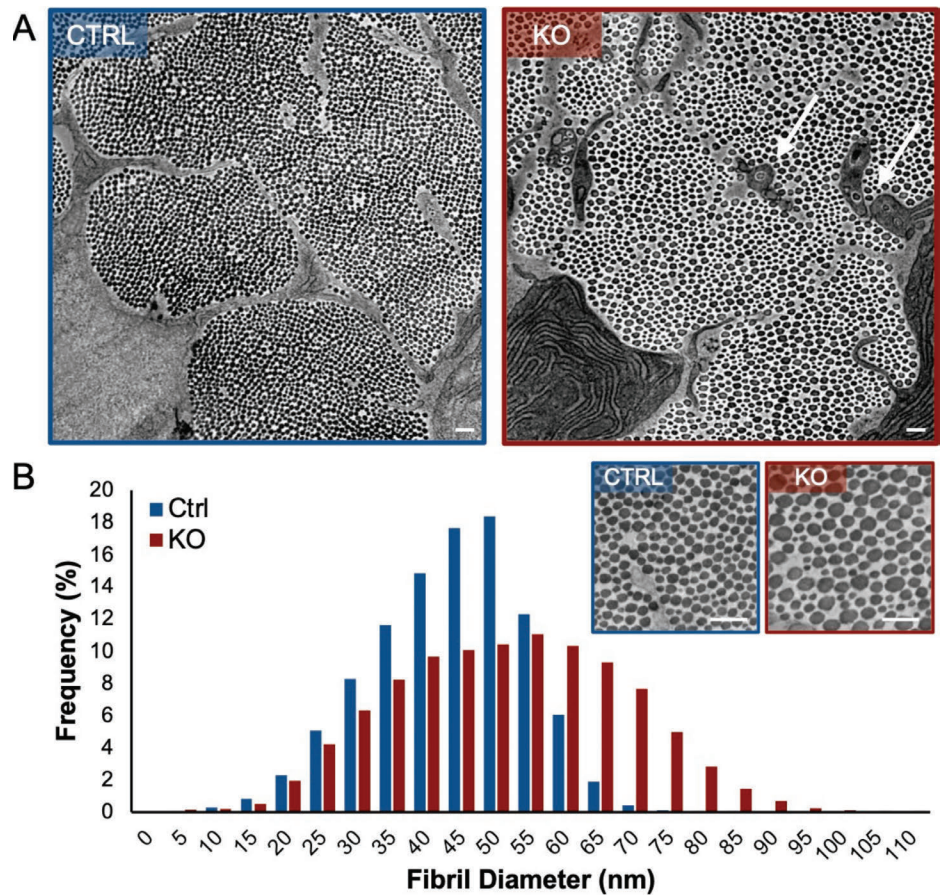 A
CTRL
KO
B
CTRL
KO
Ctrl
KO
Frequency (%)
20
18
16
14
12
10
8
6
4
2
0
0 5 10 15 20 25 30 35 40 45 50 55 60 65 70 75 80 85 90 95 100 105 110
Fibril Diameter (nm)